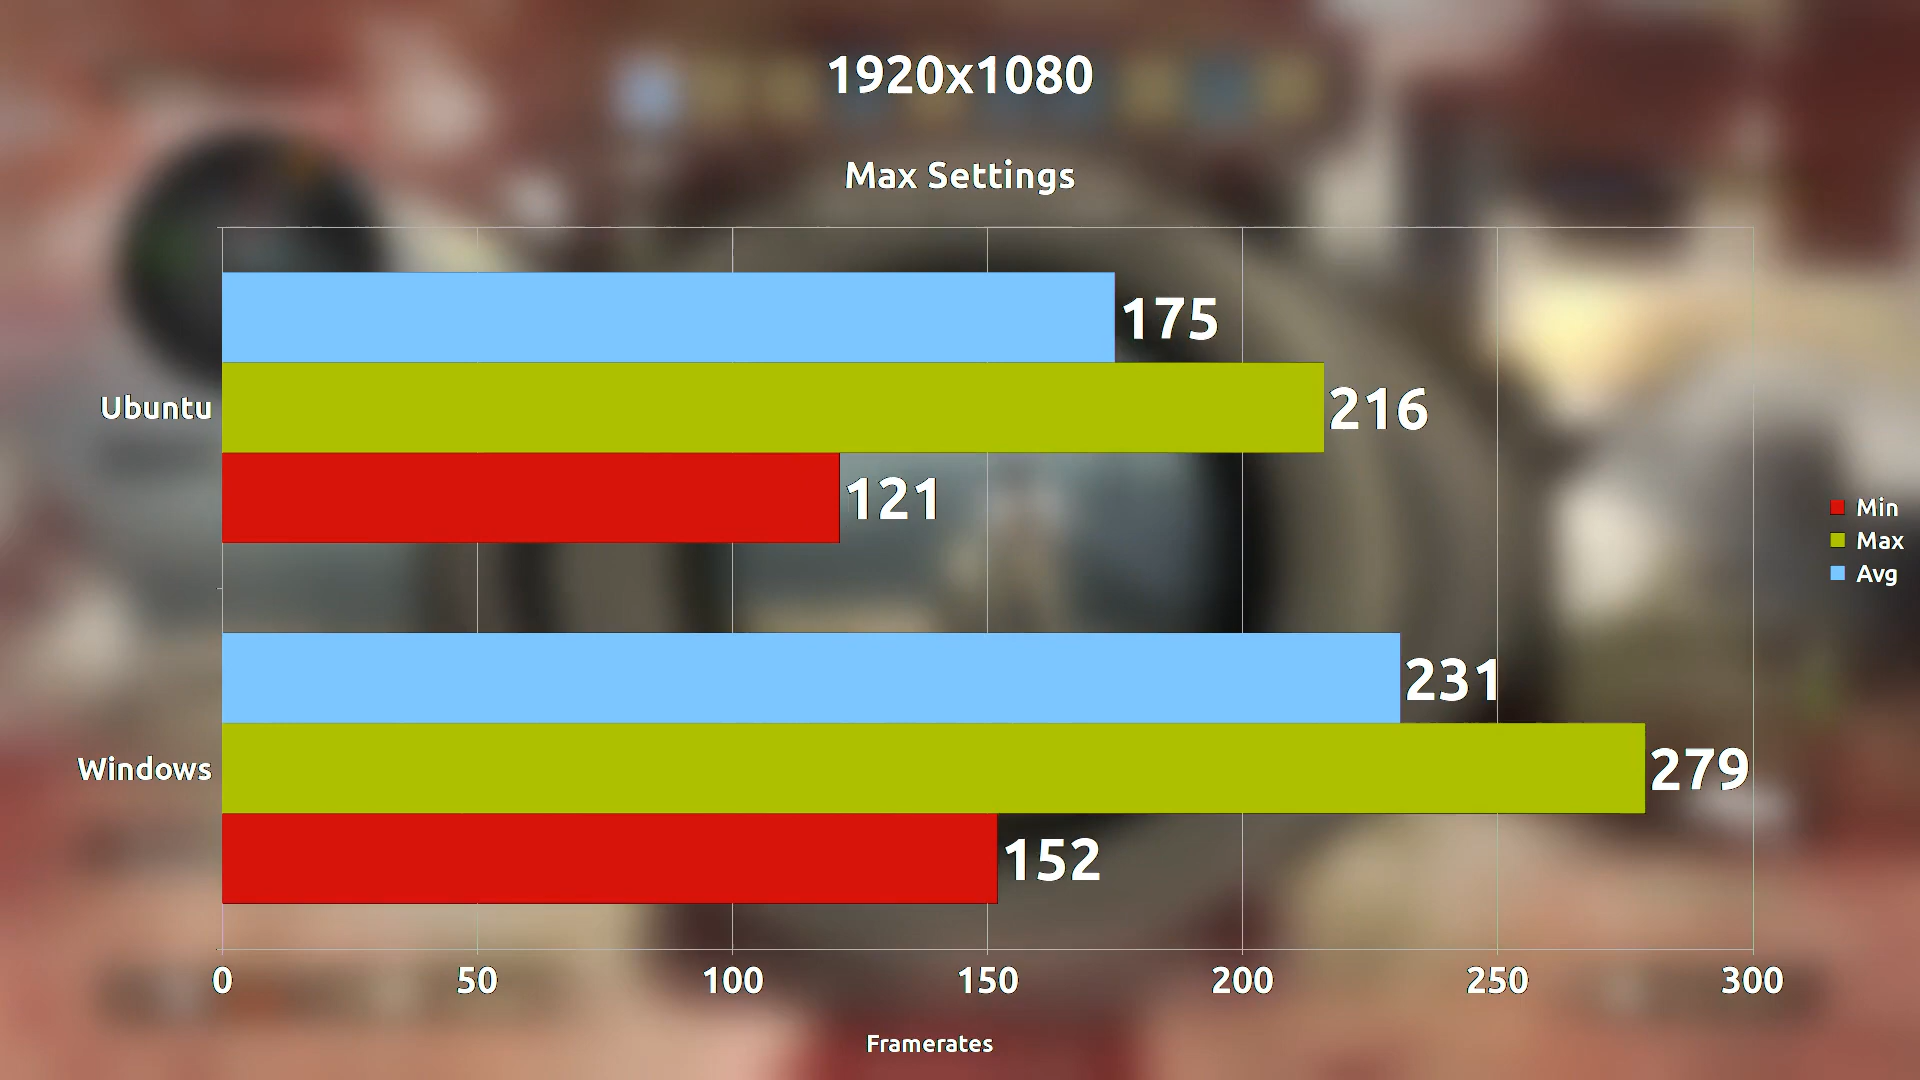 1920x1080
Max Settings
175
Ubuntu
216
121
Min
Max
Avg
231
Windows
279
152
0 50 100 150 200 250 300
Framerates